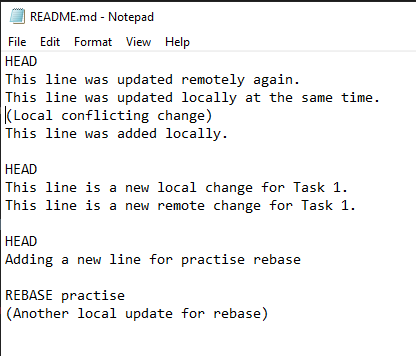 README.md - Notepad
File Edit Format View Help
HEAD
This line was updated remotely again.
This line was updated locally at the same time.
(Local conflicting change)
This line was added locally.
HEAD
This line is a new local change for Task 1.
This line is a new remote change for Task 1.
HEAD
Adding a new line for practise rebase
REBASE practise
(Another local update for rebase)